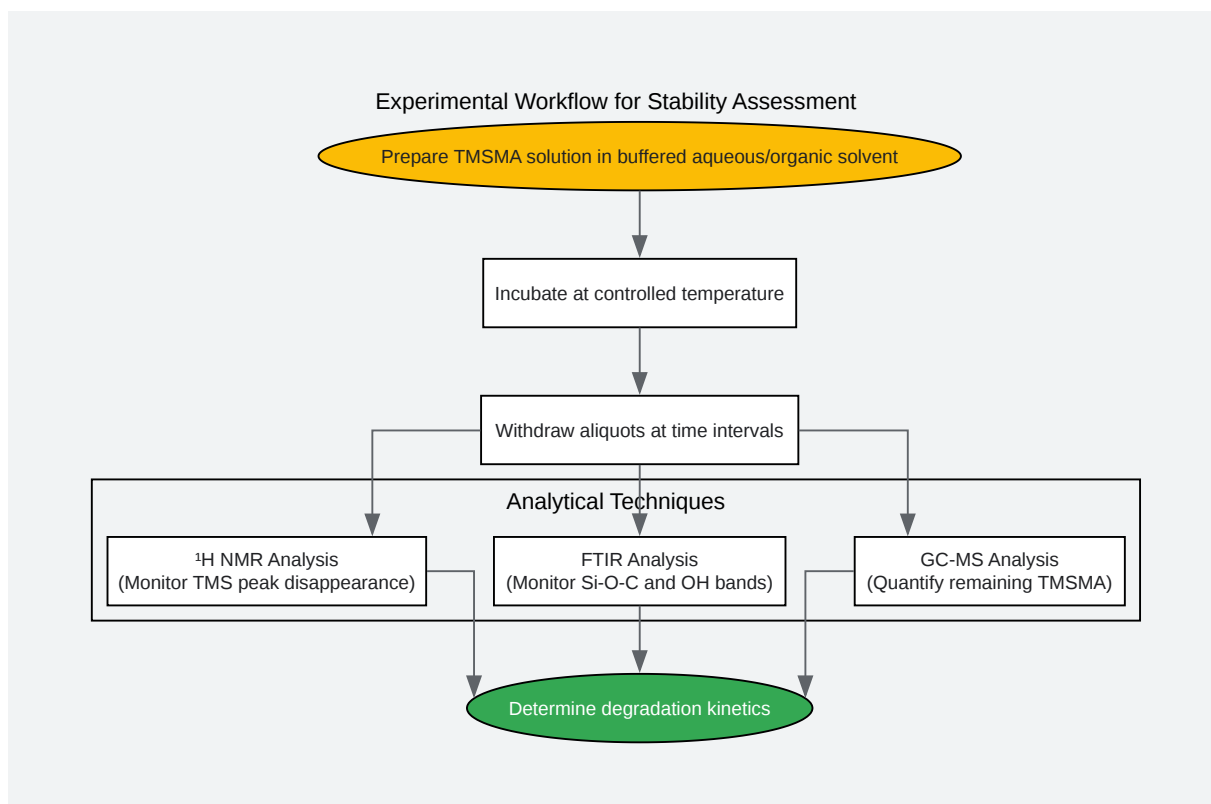 Experimental Workflow for Stability Assessment
Prepare TMSMA solution in buffered aqueous/organic solvent
Incubate at controlled temperature
Withdraw aliquots at time intervals
Analytical Techniques
¹H NMR Analysis
(Monitor TMS peak disappearance)
FTIR Analysis
(Monitor Si-O-C and OH bands)
GC-MS Analysis
(Quantify remaining TMSMA)
Determine degradation kinetics